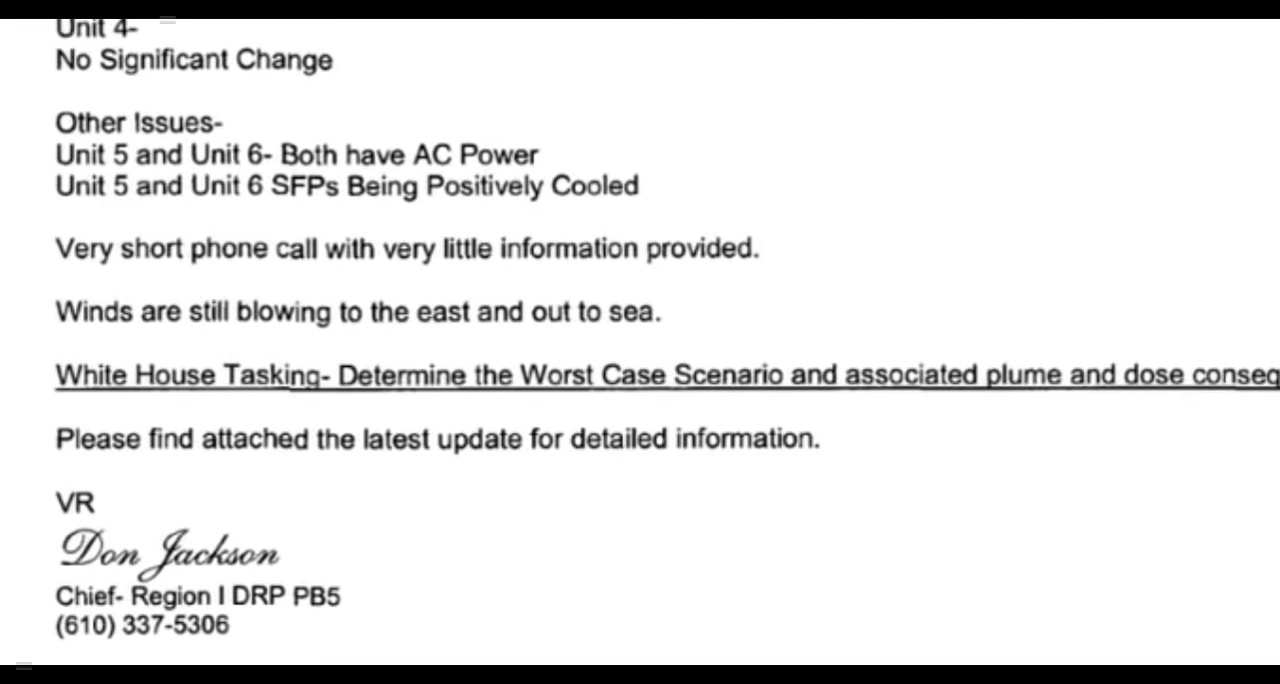 Unit 4-
No Significant Change
Other Issues-
Unit 5 and Unit 6- Both have AC Power
Unit 5 and Unit 6 SFPs Being Positively Cooled
Very short phone call with very little information provided.
Winds are still blowing to the east and out to sea.
White House Tasking- Determine the Worst Case Scenario and associated plume and dose conseq
Please find attached the latest update for detailed information.
VR
Don Jackson
Chief- Region I DRP PB5
(610) 337-5306